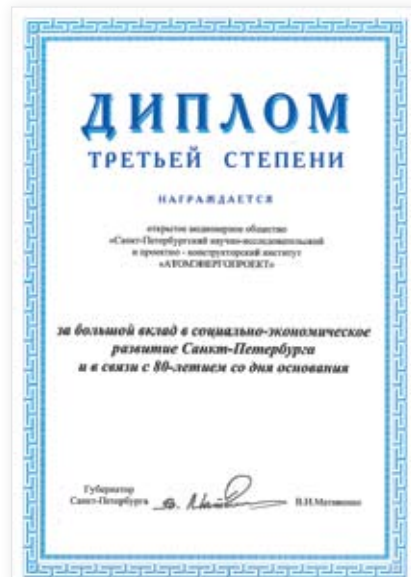 ДИПЛОМ
ТРЕТЬЕЙ СТЕПЕНИ
НАГРАЖДАЕТСЯ
открытое акционерное общество
«Санкт-Петербургский научно-исследовательский
и проектно - конструкторский институт
«АТОМЭНЕРГОПРОЕКТ»
за большой вклад в социально-экономическое
развитие Санкт-Петербурга
и в связи с 80-летием со дня основания
Губернатор
Санкт-Петербурга В.И.Матвиенко